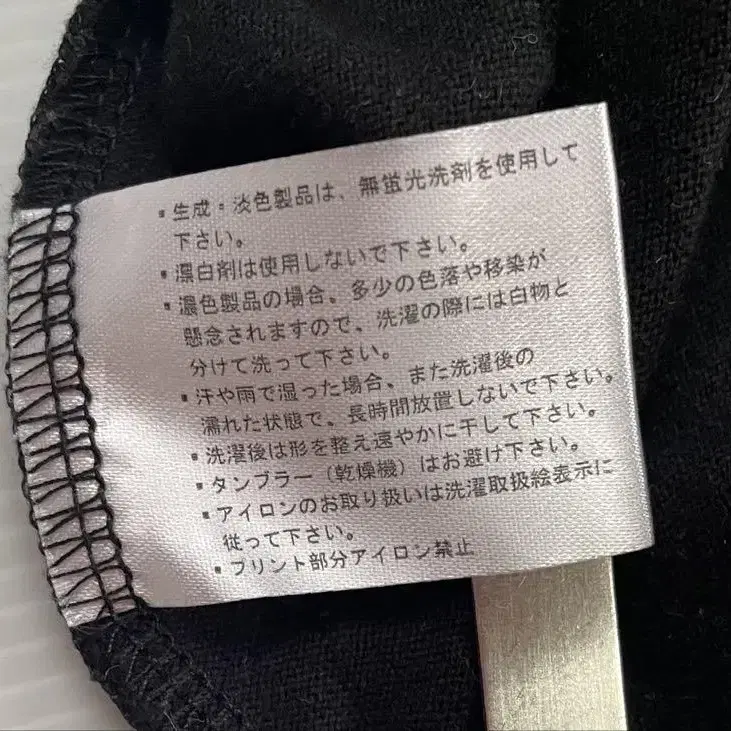 ▪生成・淡色製品は、無蛍光洗剤を使用して
下さい。
▪漂白剤は使用しないで下さい。
▪濃色製品の場合、多少の色落や移染が
懸念されますので、洗濯の際には白物と
分けて洗って下さい。
▪汗や雨で湿った場合、また洗濯後の
濡れた状態で、長時間放置しないで下さい。
▪洗濯後は形を整え速やかに干して下さい。
▪タンブラー（乾燥機）はお避け下さい。
▪アイロンのお取り扱いは洗濯取扱絵表示に
従って下さい。
▪プリント部分アイロン禁止